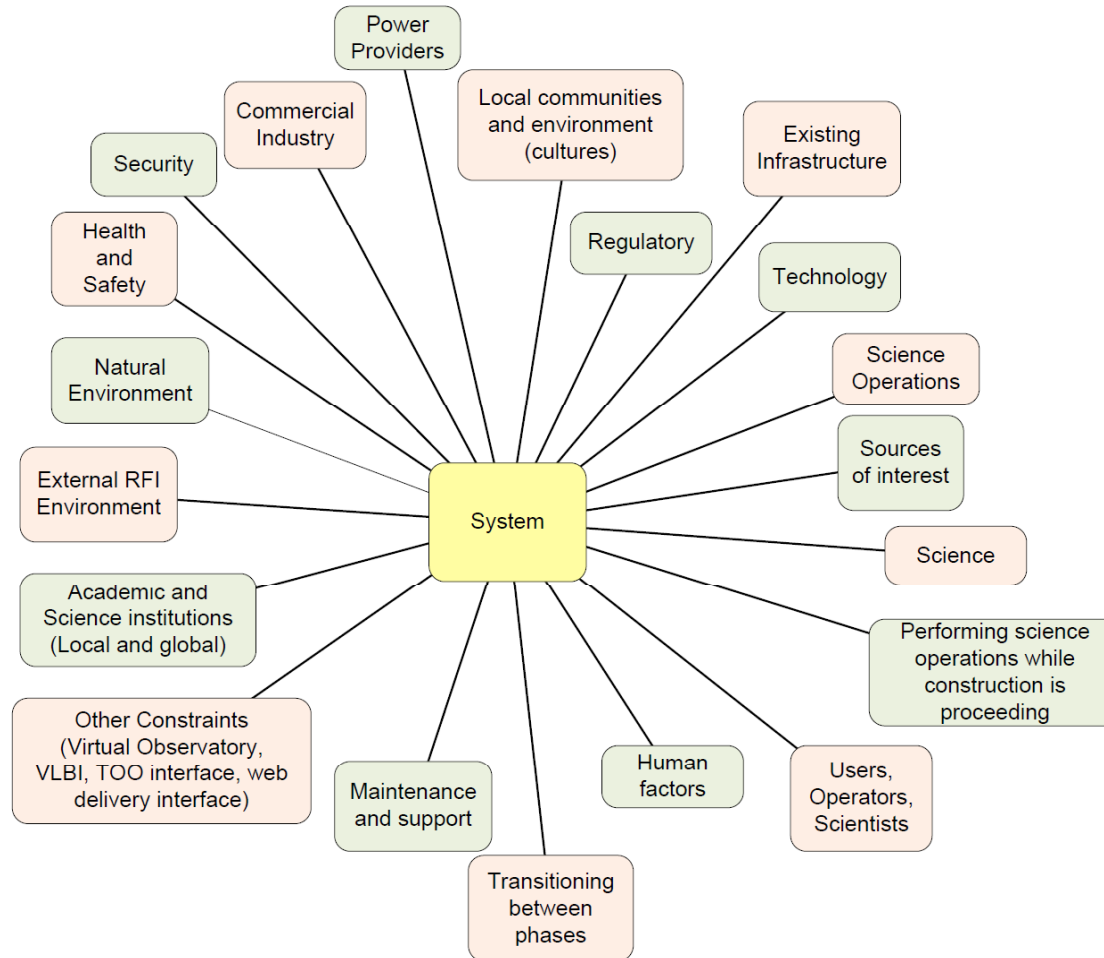 Power
Providers
Commercial
Industry
Local communities
and environment
(cultures)
Existing
Infrastructure
Security
Health
and
Safety
Regulatory
Technology
Natural
Environment
Science
Operations
External RFI
Environment
System
Sources
of interest
Science
Academic and
Science institutions
(Local and global)
Performing science
operations while
construction is
proceeding
Other Constraints
(Virtual Observatory,
VLBI, TOO interface, web
delivery interface)
Maintenance
and support
Human
factors
Users,
Operators,
Scientists
Transitioning
between
phases